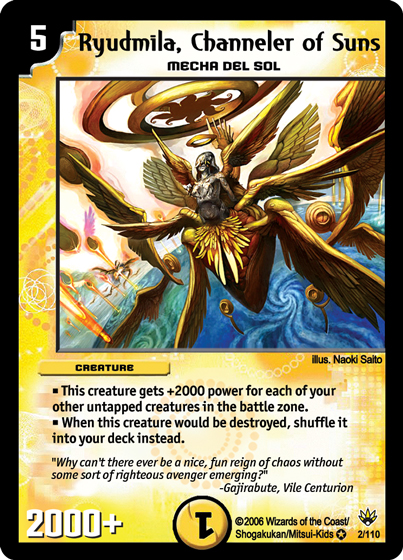 5
Ryudmila, Channeler of Suns
MECHA DEL SOL
illus. Naoki Saito
CREATURE
▪ This creature gets +2000 power for each of your
other untapped creatures in the battle zone.
▪ When this creature would be destroyed, shuffle it
into your deck instead.
"Why can't there ever be a nice, fun reign of chaos without
some sort of righteous avenger emerging?"
-Gajirabute, Vile Centurion
2000+
1
©2006 Wizards of the Coast/
Shogakukan/Mitsui-Kids ✪ 2/110